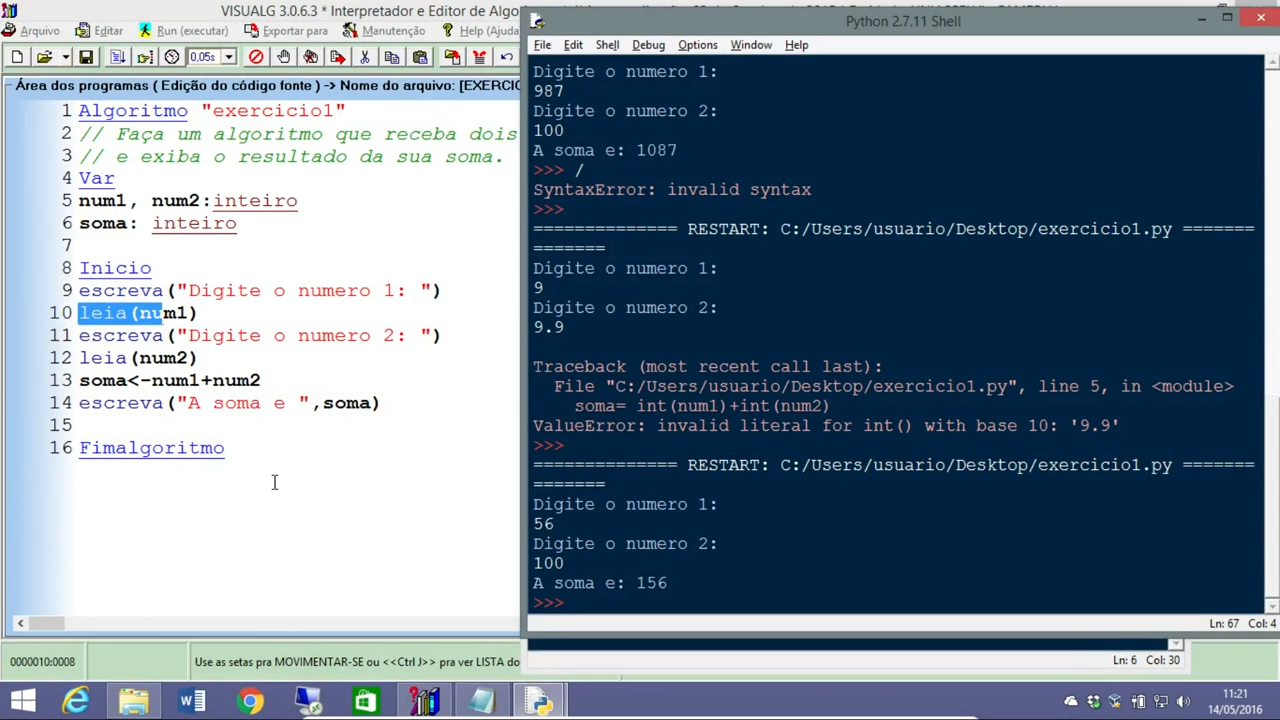 VISUALG 3.0.6.3 * Interpretador e Editor de Algo
Arquivo
Editar
Run (executar)
Exportar para
Manutenção
Help (Ajuda
0,05s
Área dos programas ( Edição do código fonte ) -> Nome do arquivo: [EXERCIC
1 Algoritmo "exercicio1"
2 // Faça um algoritmo que receba dois
3 // e exiba o resultado da sua soma.
4 Var
5 num1, num2:inteiro
6 soma: inteiro
7
8 Inicio
9 escreva("Digite o numero 1: ")
10 leia(num1)
11 escreva("Digite o numero 2: ")
12 leia(num2)
13 soma<-num1+num2
14 escreva("A soma e ",soma)
15
16 Fimalgoritmo
0000010:0008
Use as setas pra MOVIMENTAR-SE ou <<Ctrl J>> pra ver LISTA do
Python 2.7.11 Shell
File Edit Shell Debug Options Window Help
Digite o numero 1:
987
Digite o numero 2:
100
A soma e: 1087
>>> /
SyntaxError: invalid syntax
>>>
============== RESTART: C:/Users/usuario/Desktop/exercicio1.py =======
=======
Digite o numero 1:
9
Digite o numero 2:
9.9
Traceback (most recent call last):
File "C:/Users/usuario/Desktop/exercicio1.py", line 5, in <module>
soma= int(num1)+int(num2)
ValueError: invalid literal for int() with base 10: '9.9'
>>>
============== RESTART: C:/Users/usuario/Desktop/exercicio1.py =======
=======
Digite o numero 1:
56
Digite o numero 2:
100
A soma e: 156
>>>
Ln: 67 Col: 4
Ln: 6 Col: 30
11:21
14/05/2016